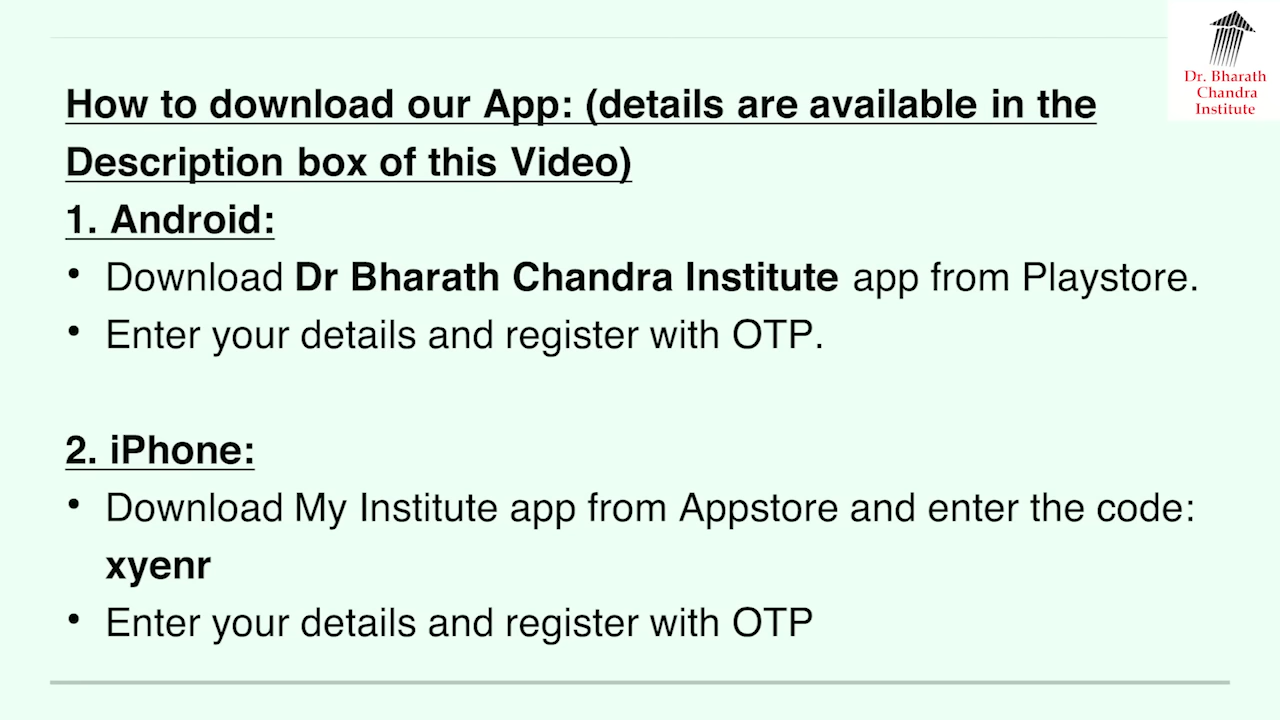 Dr. Bharath
Chandra
Institute
How to download our App: (details are available in the
Description box of this Video)
1. Android:
• Download Dr Bharath Chandra Institute app from Playstore.
• Enter your details and register with OTP.
2. iPhone:
• Download My Institute app from Appstore and enter the code:
xyenr
• Enter your details and register with OTP